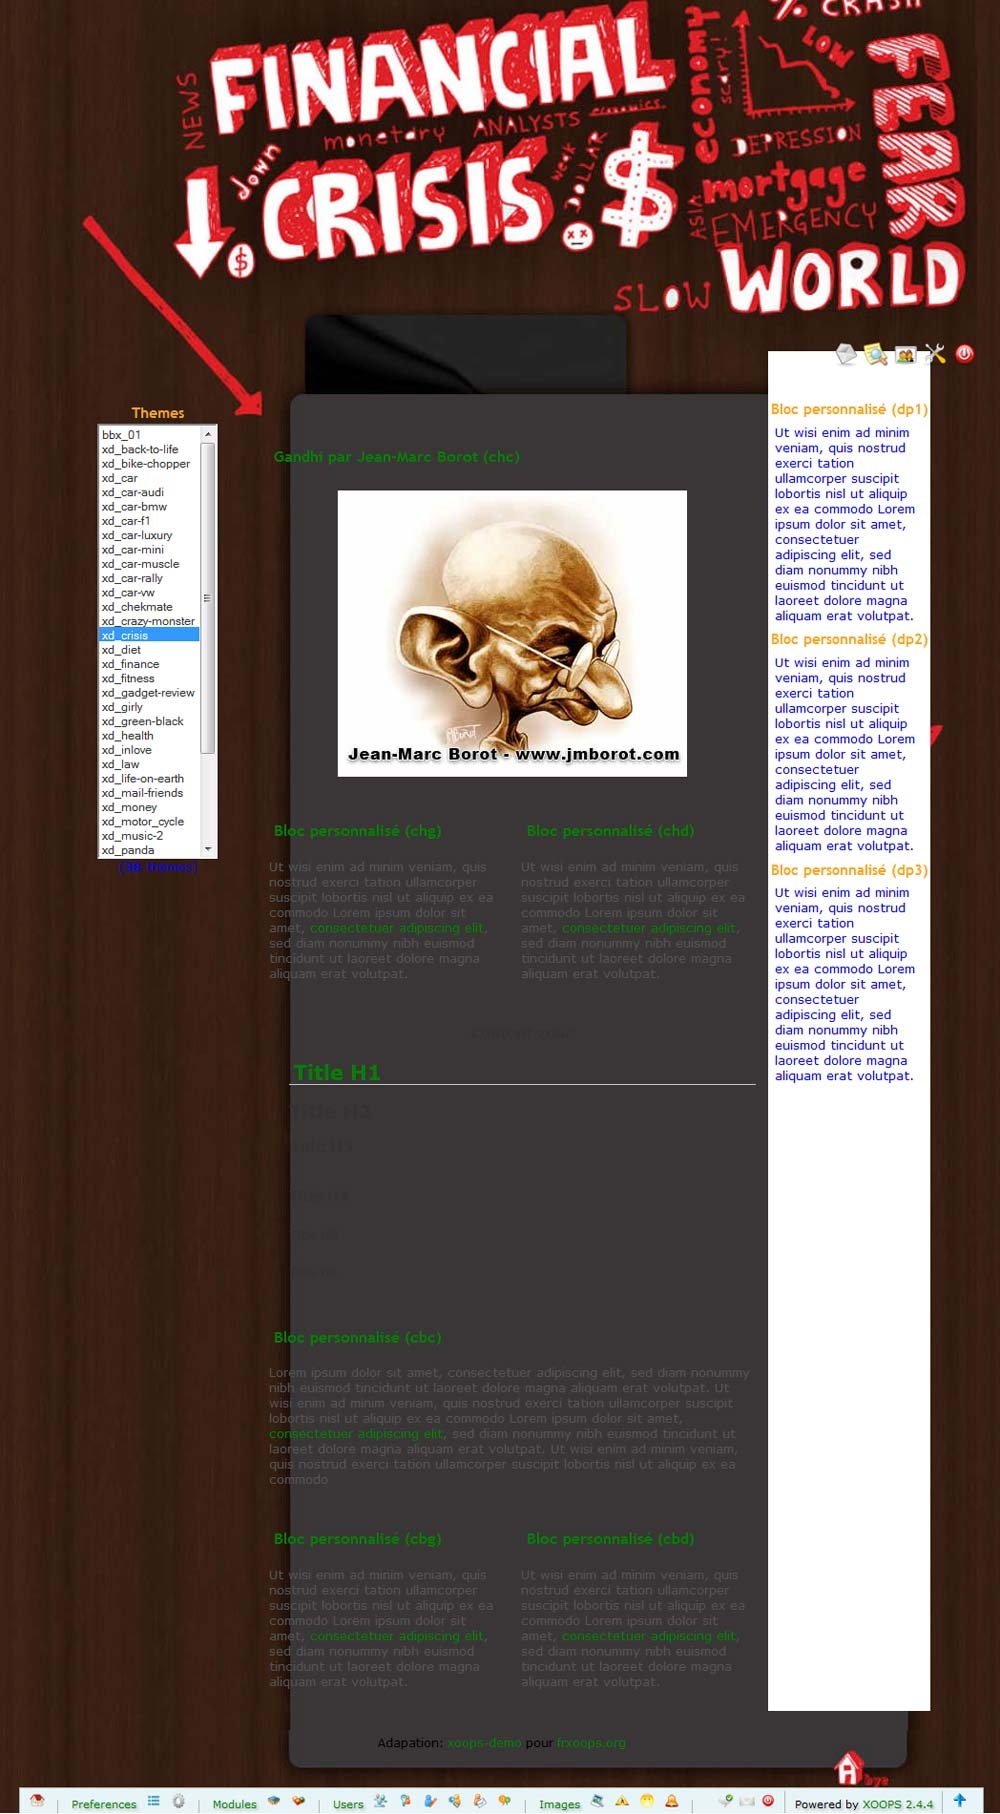 % CRASH
FINANCIAL
economy
scary!
LOW
FEAR
NEWS
monetary ANALYSTS economics.
DEPRESSION
down
CRISIS
weak
DOLLAR
$
ASIA
mortgage
EMERGENCY
$
SLOW
WORLD
Themes
bbx_01
xd_back-to-life
xd_bike-chopper
xd_car
xd_car-audi
xd_car-bmw
xd_car-f1
xd_car-luxury
xd_car-mini
xd_car-muscle
xd_car-rally
xd_car-vw
xd_chekmate
xd_crazy-monster
xd_crisis
xd_diet
xd_finance
xd_fitness
xd_gadget-review
xd_girly
xd_green-black
xd_health
xd_inlove
xd_law
xd_life-on-earth
xd_mail-friends
xd_money
xd_motor_cycle
xd_music-2
xd_panda
Gandhi par Jean-Marc Borot (chc)
Jean-Marc Borot - www.jmborot.com
Bloc personnalisé (chg)
Ut wisi enim ad minim veniam, quis
nostrud exerci tation ullamcorper
suscipit lobortis nisl ut aliquip ex ea
commodo Lorem ipsum dolor sit
amet, consectetuer adipiscing elit,
sed diam nonummy nibh euismod
tincidunt ut laoreet dolore magna
aliquam erat volutpat.
Bloc personnalisé (chd)
Ut wisi enim ad minim veniam, quis
nostrud exerci tation ullamcorper
suscipit lobortis nisl ut aliquip ex ea
commodo Lorem ipsum dolor sit
amet, consectetuer adipiscing elit,
sed diam nonummy nibh euismod
tincidunt ut laoreet dolore magna
aliquam erat volutpat.
Title H1
Title H2
Bloc personnalisé (cbc)
Lorem ipsum dolor sit amet, consectetuer adipiscing elit, sed diam nonummy
nibh euismod tincidunt ut laoreet dolore magna aliquam erat volutpat. Ut
wisi enim ad minim veniam, quis nostrud exerci tation ullamcorper suscipit
lobortis nisl ut aliquip ex ea commodo Lorem ipsum dolor sit amet,
consectetuer adipiscing elit, sed diam nonummy nibh euismod tincidunt ut
laoreet dolore magna aliquam erat volutpat. Ut wisi enim ad minim veniam,
quis nostrud exerci tation ullamcorper suscipit lobortis nisl ut aliquip ex ea
commodo
Bloc personnalisé (cbg)
Ut wisi enim ad minim veniam, quis
nostrud exerci tation ullamcorper
suscipit lobortis nisl ut aliquip ex ea
commodo Lorem ipsum dolor sit
amet, consectetuer adipiscing elit,
sed diam nonummy nibh euismod
tincidunt ut laoreet dolore magna
aliquam erat volutpat.
Bloc personnalisé (cbd)
Ut wisi enim ad minim veniam, quis
nostrud exerci tation ullamcorper
suscipit lobortis nisl ut aliquip ex ea
commodo Lorem ipsum dolor sit
amet, consectetuer adipiscing elit,
sed diam nonummy nibh euismod
tincidunt ut laoreet dolore magna
aliquam erat volutpat.
Bloc personnalisé (dp1)
Ut wisi enim ad minim
veniam, quis nostrud
exerci tation
ullamcorper suscipit
lobortis nisl ut aliquip
ex ea commodo Lorem
ipsum dolor sit amet,
consectetuer
adipiscing elit, sed
diam nonummy nibh
euismod tincidunt ut
laoreet dolore magna
aliquam erat volutpat.
Bloc personnalisé (dp2)
Ut wisi enim ad minim
veniam, quis nostrud
exerci tation
ullamcorper suscipit
lobortis nisl ut aliquip
ex ea commodo Lorem
ipsum dolor sit amet,
consectetuer
adipiscing elit, sed
diam nonummy nibh
euismod tincidunt ut
laoreet dolore magna
aliquam erat volutpat.
Bloc personnalisé (dp3)
Ut wisi enim ad minim
veniam, quis nostrud
exerci tation
ullamcorper suscipit
lobortis nisl ut aliquip
ex ea commodo Lorem
ipsum dolor sit amet,
consectetuer
adipiscing elit, sed
diam nonummy nibh
euismod tincidunt ut
laoreet dolore magna
aliquam erat volutpat.
Adapation: xoops-demo pour frxoops.org
bye
Preferences Modules Users Images Powered by XOOPS 2.4.4